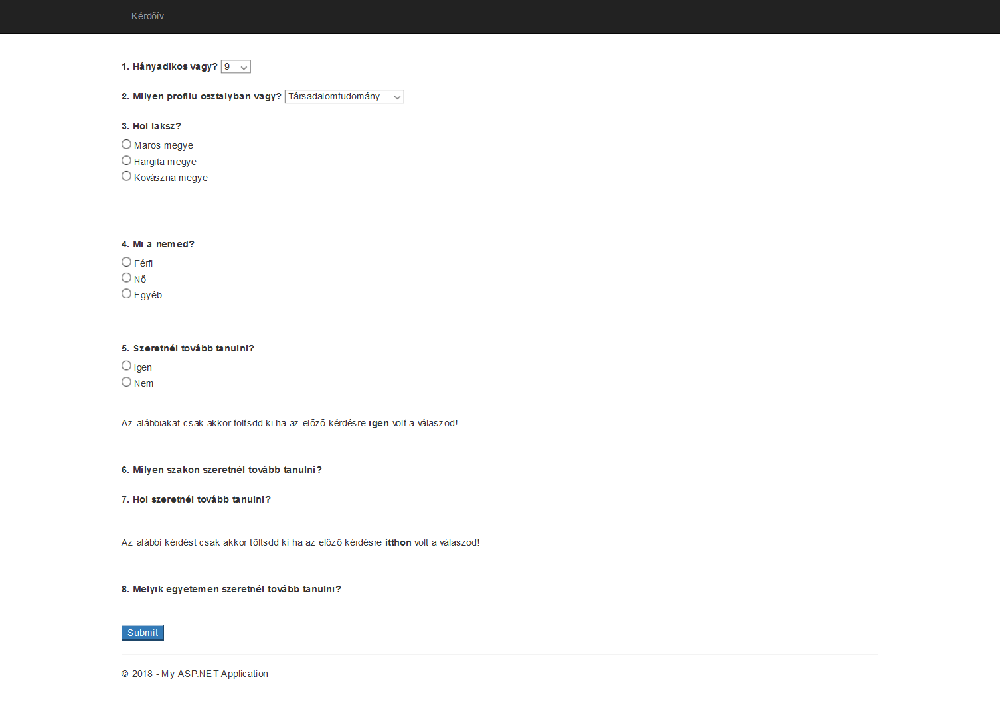 Kérdőív
1. Hányadikos vagy? 9
2. Milyen profilu osztalyban vagy? Társadalomtudomány
3. Hol laksz?
Maros megye
Hargita megye
Kovászna megye
4. Mi a nemed?
Férfi
Nő
Egyéb
5. Szeretnél tovább tanulni?
Igen
Nem
Az alábbiakat csak akkor töltsdd ki ha az előző kérdésre igen volt a válaszod!
6. Milyen szakon szeretnél tovább tanulni?
7. Hol szeretnél tovább tanulni?
Az alábbi kérdést csak akkor töltsdd ki ha az előző kérdésre itthon volt a válaszod!
8. Melyik egyetemen szeretnél tovább tanulni?
Submit
© 2018 - My ASP.NET Application